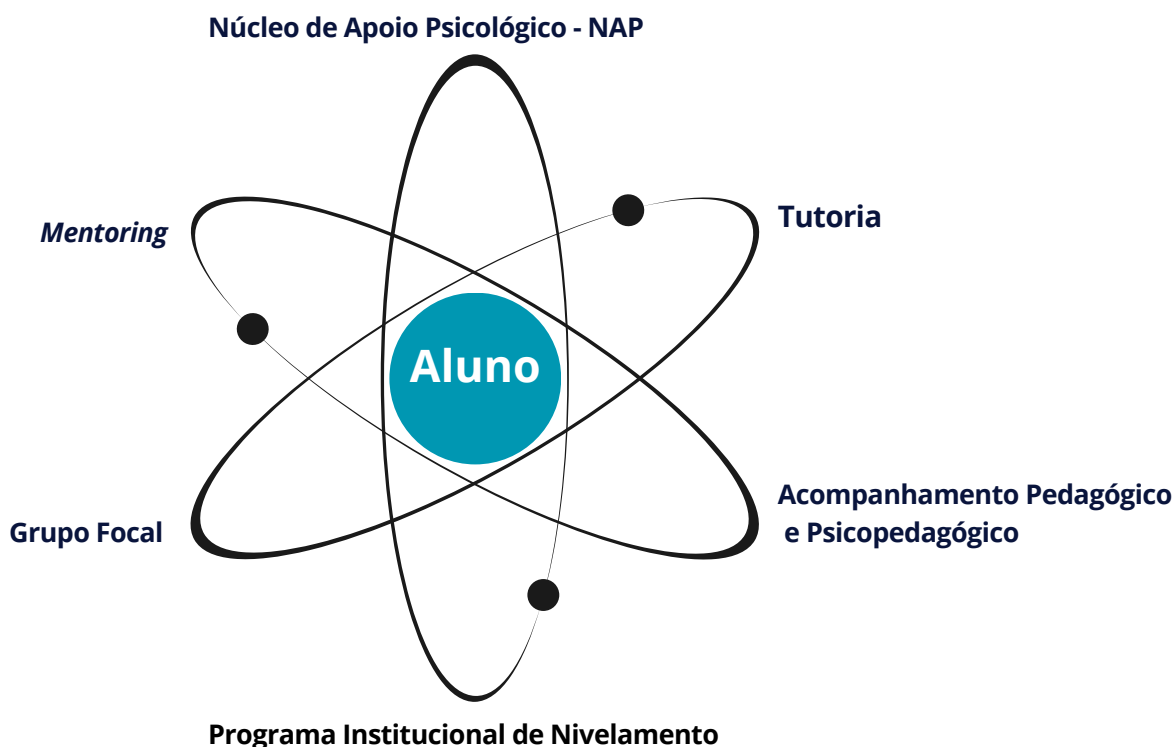 Núcleo de Apoio Psicológico - NAP
Mentoring
Tutoria
Aluno
Grupo Focal
Acompanhamento Pedagógico
e Psicopedagógico
Programa Institucional de Nivelamento